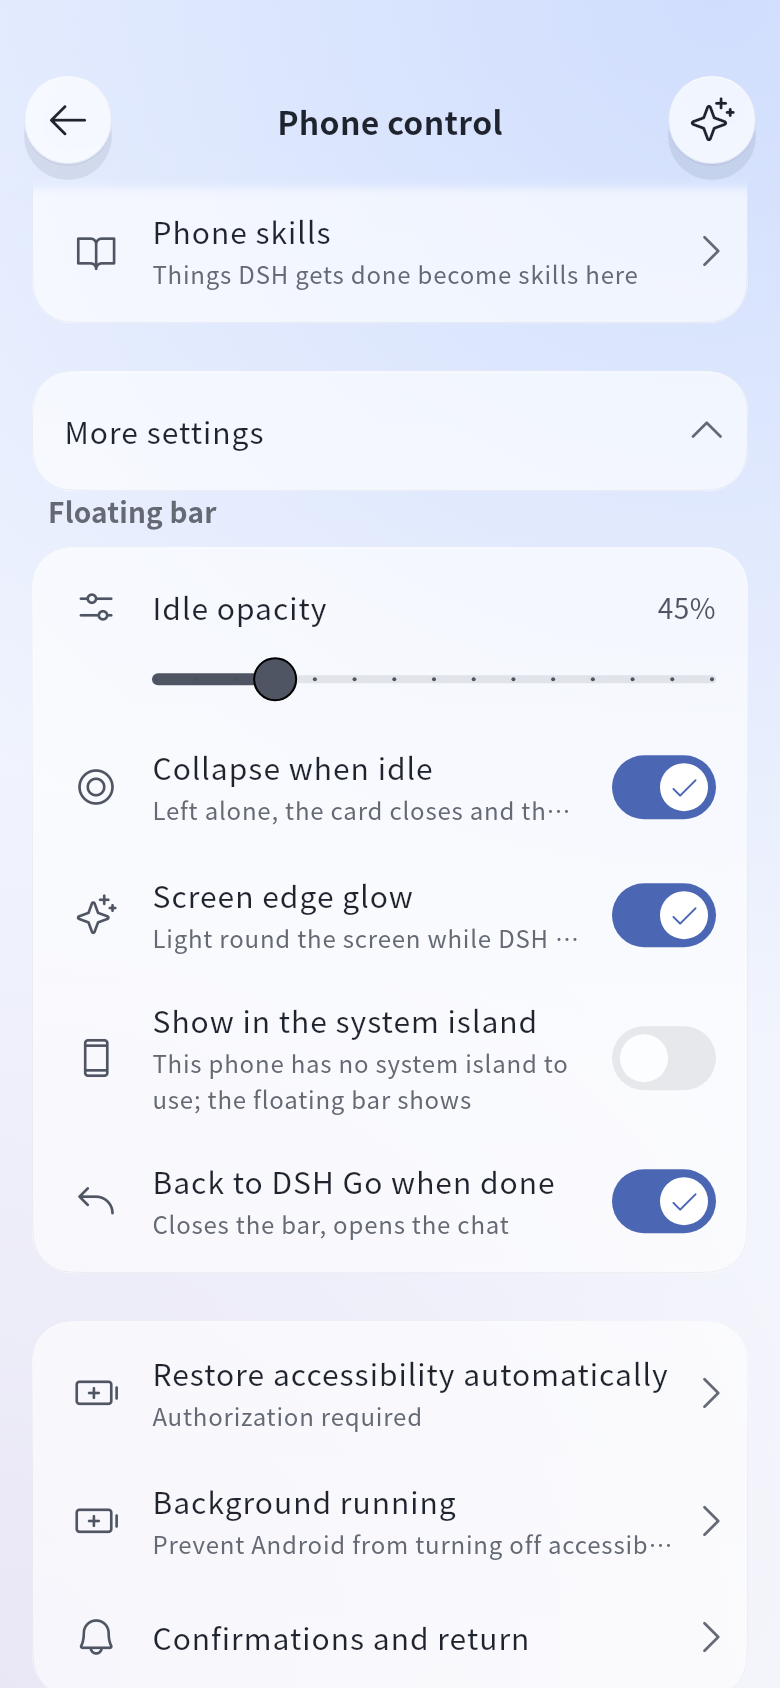 Phone control
Phone skills
Things DSH gets done become skills here
More settings
Floating bar
Idle opacity
45%
Collapse when idle
Left alone, the card closes and th…
Screen edge glow
Light round the screen while DSH …
Show in the system island
This phone has no system island to
use; the floating bar shows
Back to DSH Go when done
Closes the bar, opens the chat
Restore accessibility automatically
Authorization required
Background running
Prevent Android from turning off accessib…
Confirmations and return